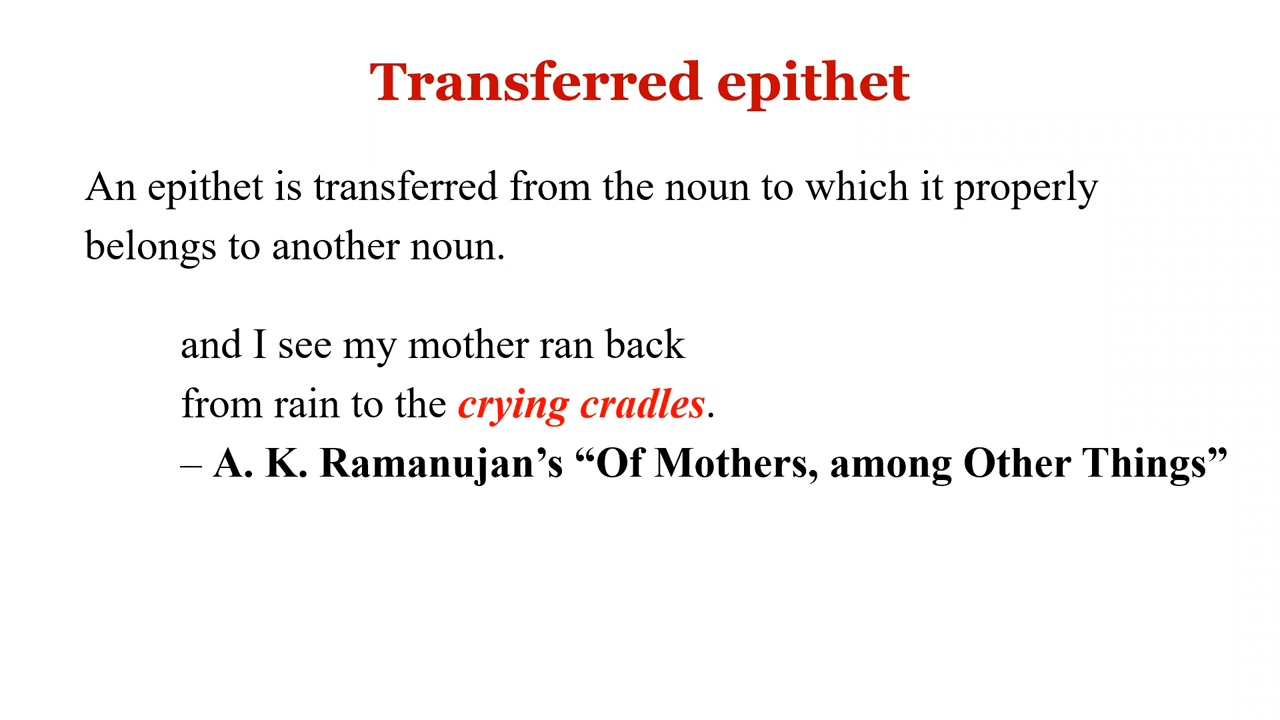 Transferred epithet
An epithet is transferred from the noun to which it properly
belongs to another noun.
and I see my mother ran back
from rain to the crying cradles.
– A. K. Ramanujan’s “Of Mothers, among Other Things”